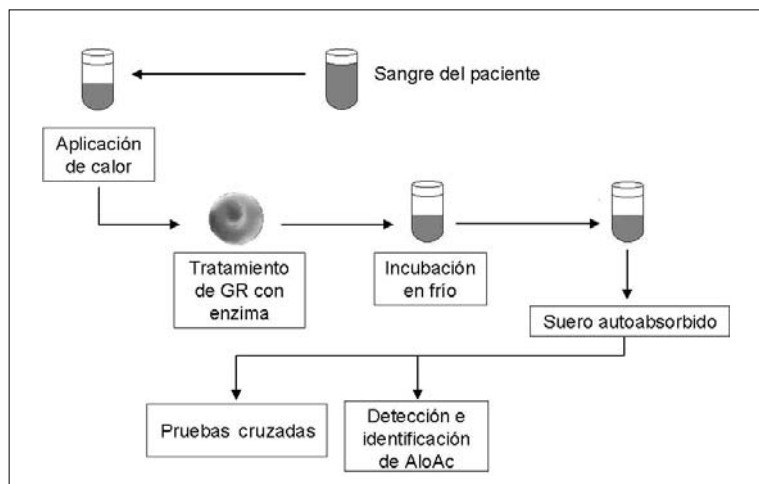 Sangre del paciente
Aplicación
de calor
Tratamiento
de GR con
enzima
Incubación
en frío
Suero autoabsorbido
Pruebas cruzadas
Detección e
identificación
de AloAc